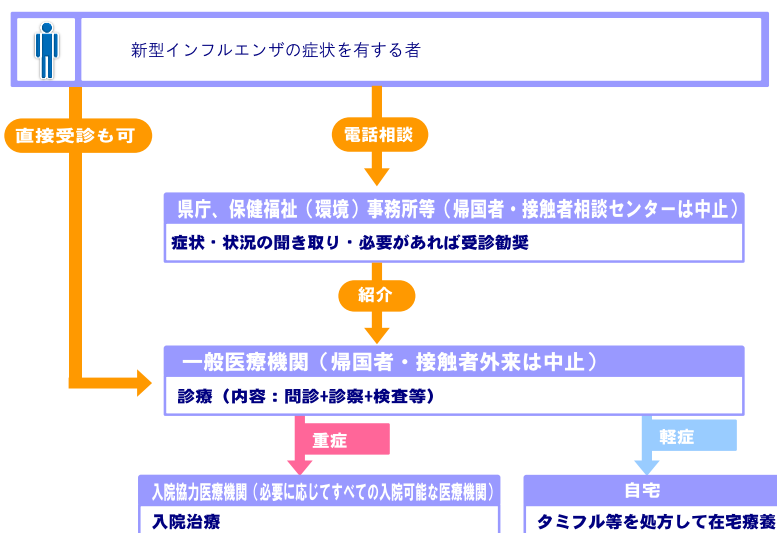 新型インフルエンザの症状を有する者
直接受診も可
電話相談
県庁、保健福祉（環境）事務所等（帰国者・接触者相談センターは中止）
症状・状況の聞き取り・必要があれば受診勧奨
紹介
一般医療機関（帰国者・接触者外来は中止）
診療（内容：問診+診察+検査等）
重症
軽症
入院協力医療機関（必要に応じてすべての入院可能な医療機関）
入院治療
自宅
タミフル等を処方して在宅療養